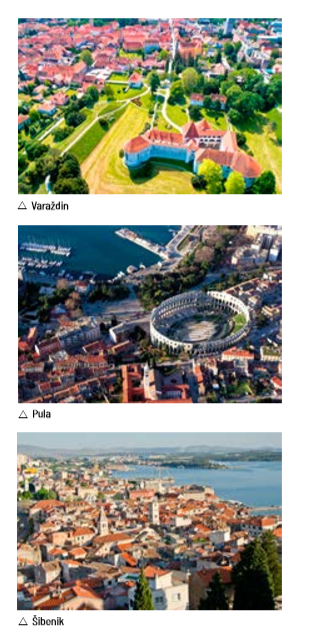 △ Varaždin
△ Pula
△ Šibenik